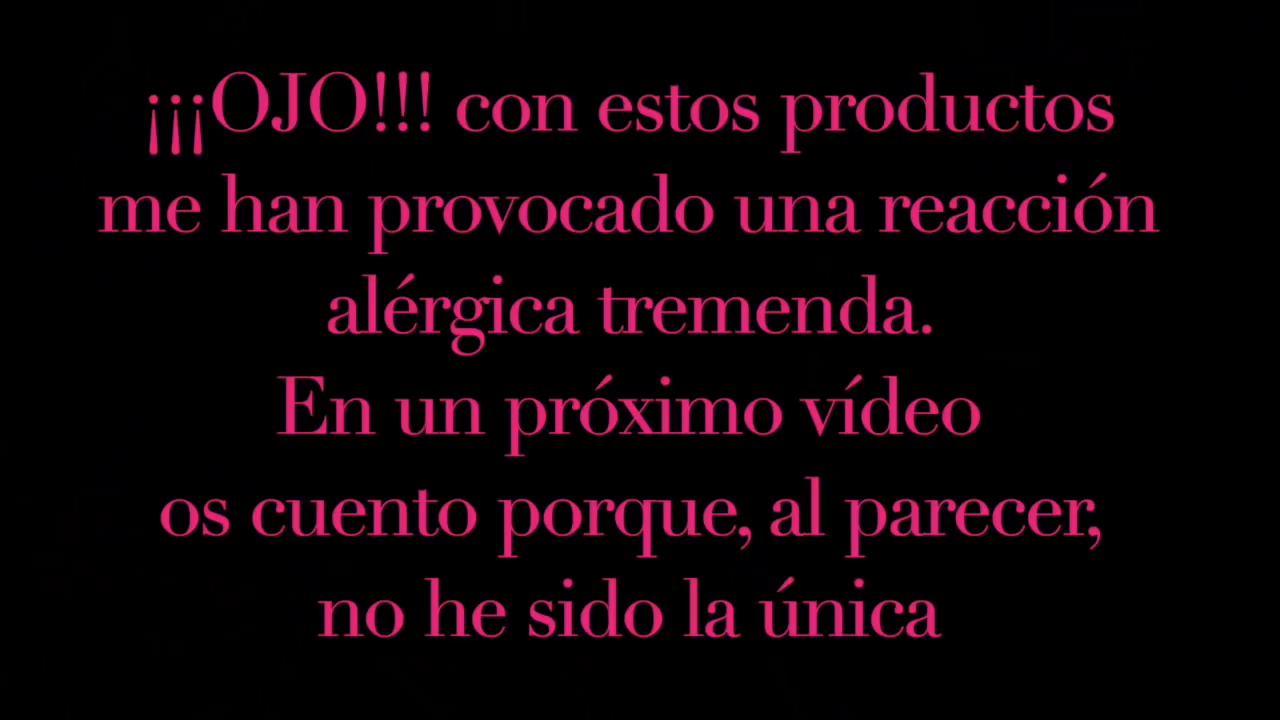 ¡¡¡OJO!!! con estos productos
me han provocado una reacción
alérgica tremenda.
En un próximo vídeo
os cuento porque, al parecer,
no he sido la única